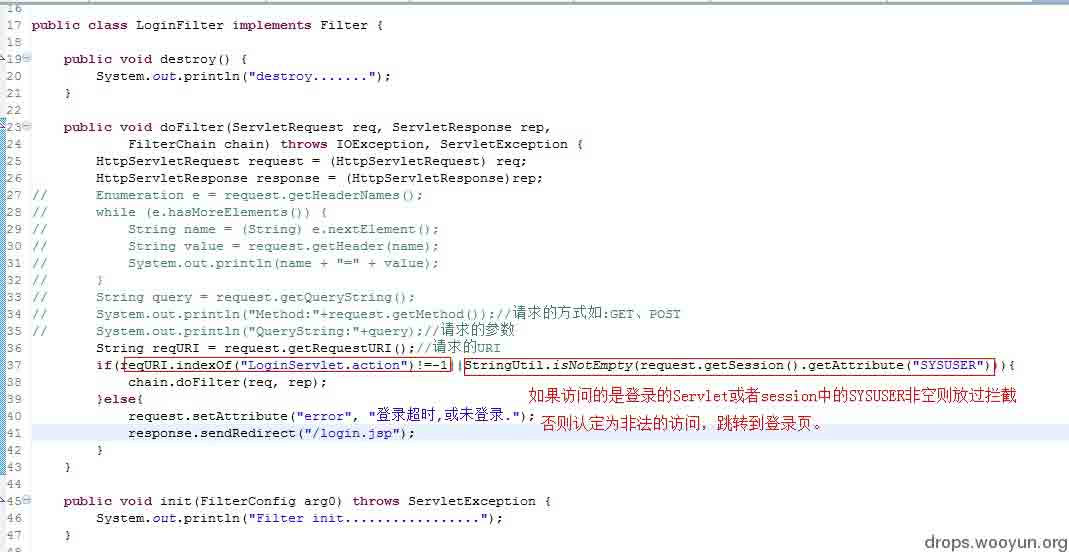 16
17 public class LoginFilter implements Filter {
18
19 public void destroy() {
20 System.out.println("destroy.......");
21 }
22
23 public void doFilter(ServletRequest req, ServletResponse rep,
24 FilterChain chain) throws IOException, ServletException {
25 HttpServletRequest request = (HttpServletRequest) req;
26 HttpServletResponse response = (HttpServletResponse)rep;
27 // Enumeration e = request.getHeaderNames();
28 // while (e.hasMoreElements()) {
29 // String name = (String) e.nextElement();
30 // String value = request.getHeader(name);
31 // System.out.println(name + "=" + value);
32 // }
33 // String query = request.getQueryString();
34 // System.out.println("Method:"+request.getMethod());//请求的方式如:GET、POST
35 // System.out.println("QueryString:"+query);//请求的参数
36 String reqURI = request.getRequestURI();//请求的URI
37 if(reqURI.indexOf("LoginServlet.action")!=-1||StringUtil.isNotEmpty(request.getSession().getAttribute("SYSUSER"))){
38 chain.doFilter(req, rep);
39 }else{
如果访问的是登录的Servlet或者session中的SYSUSER非空则放过拦截
40 request.setAttribute("error", "登录超时,或未登录.");
否则认定为非法的访问，跳转到登录页。
41 response.sendRedirect("/login.jsp");
42 }
43 }
44
45 public void init(FilterConfig arg0) throws ServletException {
46 System.out.println("Filter init.................");
47 }
48
drops.wooyun.org